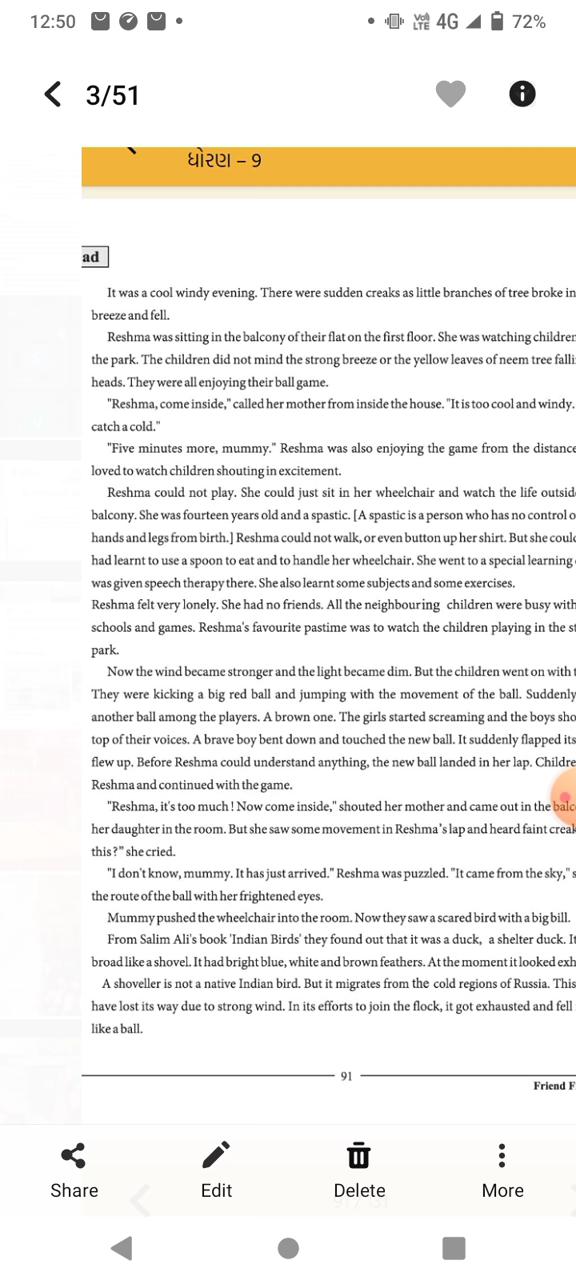 12:50
Vo) LTE 4G 72%
3/51
ધોરણ – 9
ad
It was a cool windy evening. There were sudden creaks as little branches of tree broke in
breeze and fell.
Reshma was sitting in the balcony of their flat on the first floor. She was watching children
the park. The children did not mind the strong breeze or the yellow leaves of neem tree falli
heads. They were all enjoying their ball game.
"Reshma, come inside," called her mother from inside the house. "It is too cool and windy.
catch a cold."
"Five minutes more, mummy." Reshma was also enjoying the game from the distance
loved to watch children shouting in excitement.
Reshma could not play. She could just sit in her wheelchair and watch the life outsid
balcony. She was fourteen years old and a spastic. [A spastic is a person who has no control o
hands and legs from birth.] Reshma could not walk, or even button up her shirt. But she coul
had learnt to use a spoon to eat and to handle her wheelchair. She went to a special learning
was given speech therapy there. She also learnt some subjects and some exercises.
Reshma felt very lonely. She had no friends. All the neighbouring children were busy with
schools and games. Reshma's favourite pastime was to watch the children playing in the st
park.
Now the wind became stronger and the light became dim. But the children went on with t
They were kicking a big red ball and jumping with the movement of the ball. Suddenly
another ball among the players. A brown one. The girls started screaming and the boys sho
top of their voices. A brave boy bent down and touched the new ball. It suddenly flapped its
flew up. Before Reshma could understand anything, the new ball landed in her lap. Childre
Reshma and continued with the game.
"Reshma, it's too much ! Now come inside," shouted her mother and came out in the balc
her daughter in the room. But she saw some movement in Reshma's lap and heard faint creak
this?" she cried.
"I don't know, mummy. It has just arrived." Reshma was puzzled. "It came from the sky," s
the route of the ball with her frightened eyes.
Mummy pushed the wheelchair into the room. Now they saw a scared bird with a big bill.
From Salim Ali's book 'Indian Birds' they found out that it was a duck, a shelter duck. It
broad like a shovel. It had bright blue, white and brown feathers. At the moment it looked exh
A shoveller is not a native Indian bird. But it migrates from the cold regions of Russia. This
have lost its way due to strong wind. In its efforts to join the flock, it got exhausted and fell
like a ball.
91
Friend F
Share Edit Delete More